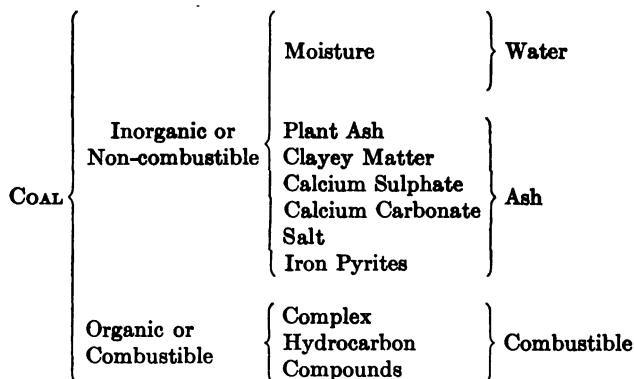 Moisture
Water
Inorganic or
Non-combustible
Plant Ash
Clayey Matter
Calcium Sulphate
Calcium Carbonate
Salt
Iron Pyrites
Ash
COAL
Organic or
Combustible
Complex
Hydrocarbon
Compounds
Combustible